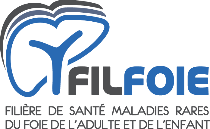 FILFOIE
FILIÈRE DE SANTÉ MALADIES RARES
DU FOIE DE L'ADULTE ET DE L'ENFANT